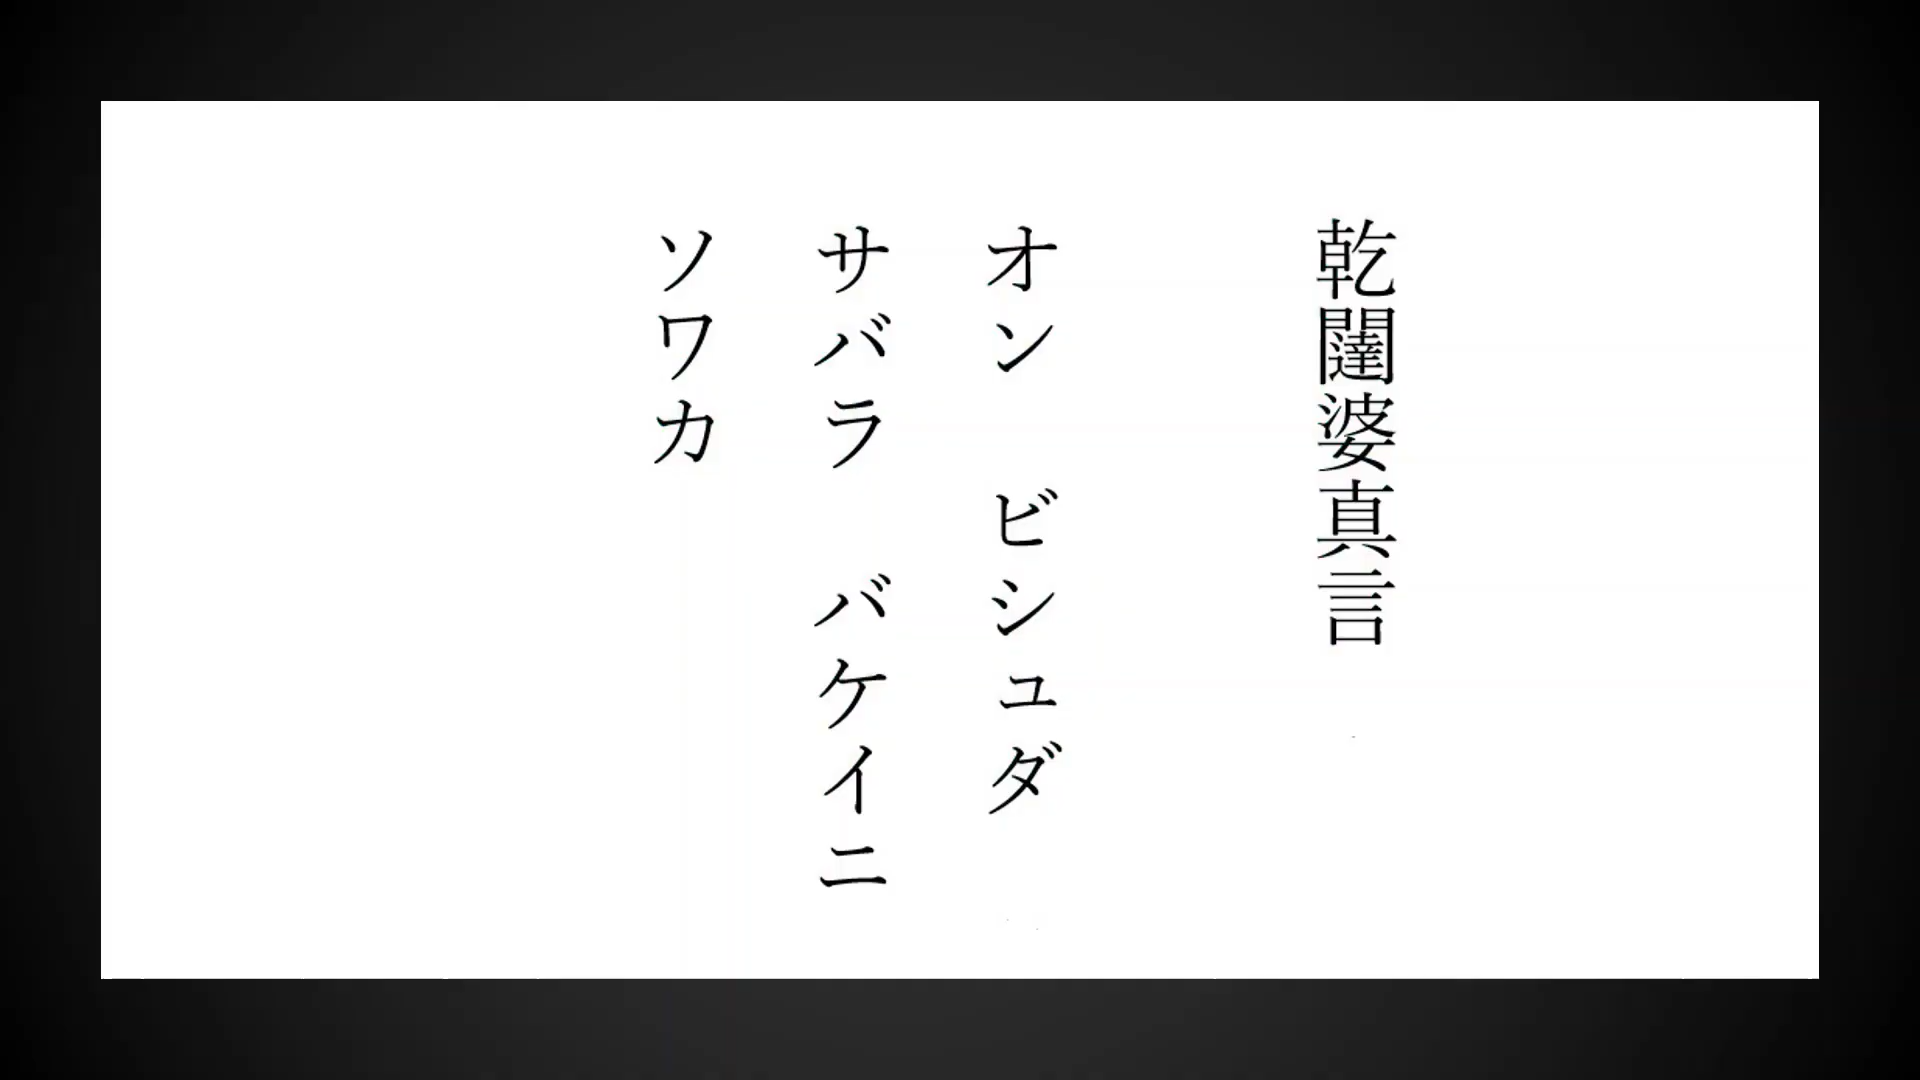 乾闥婆真言
オン　ビシュダ
サバラ　バケイニ
ソワカ